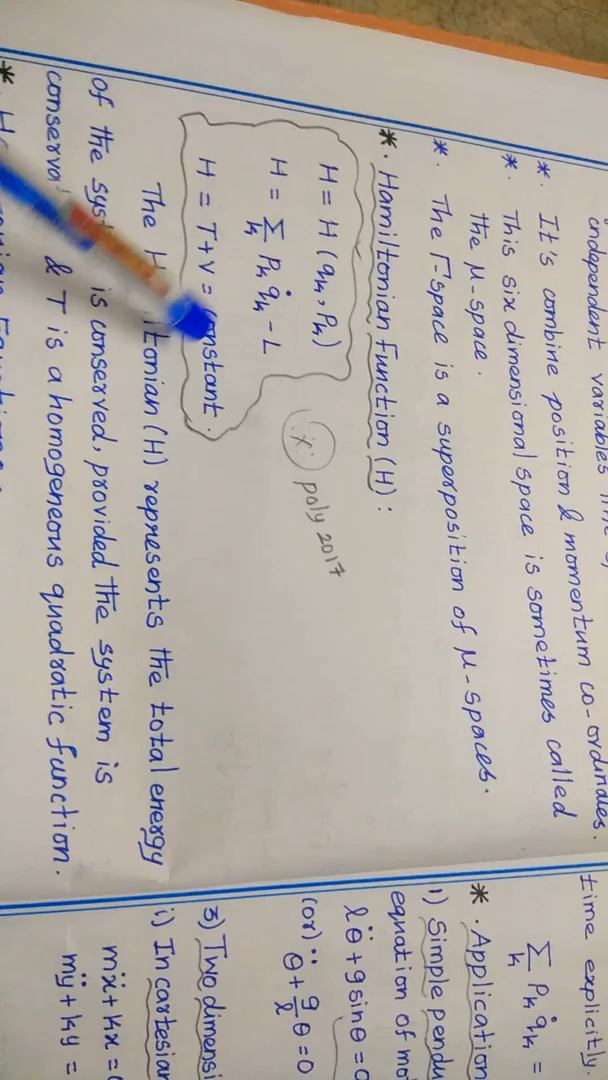 independent variables
* It's combine position & momentum co-ordinates.
* This six dimensional space is sometimes called
the μ-space.
* The Γ-space is a superposition of μ-spaces.
* Hamiltonian function (H):
H = H (qₖ, Pₖ)
H = Σₖ Pₖ q̇ₖ - L
H = T+V = constant.
poly 2017
The H tonian (H) represents the total energy
of the sys is conserved, provided the system is
conserva & T is a homogeneous quadratic function.
*
time explicitly.
Σₖ Pₖ q̇ₖ =
* Application
1) Simple pendu
equation of mo
lθ̈ + g sinθ = 0
(or) θ̈ + g/l θ = 0
3) Two dimensi
i) In cartesian
mẍ + kx =
mÿ + ky =